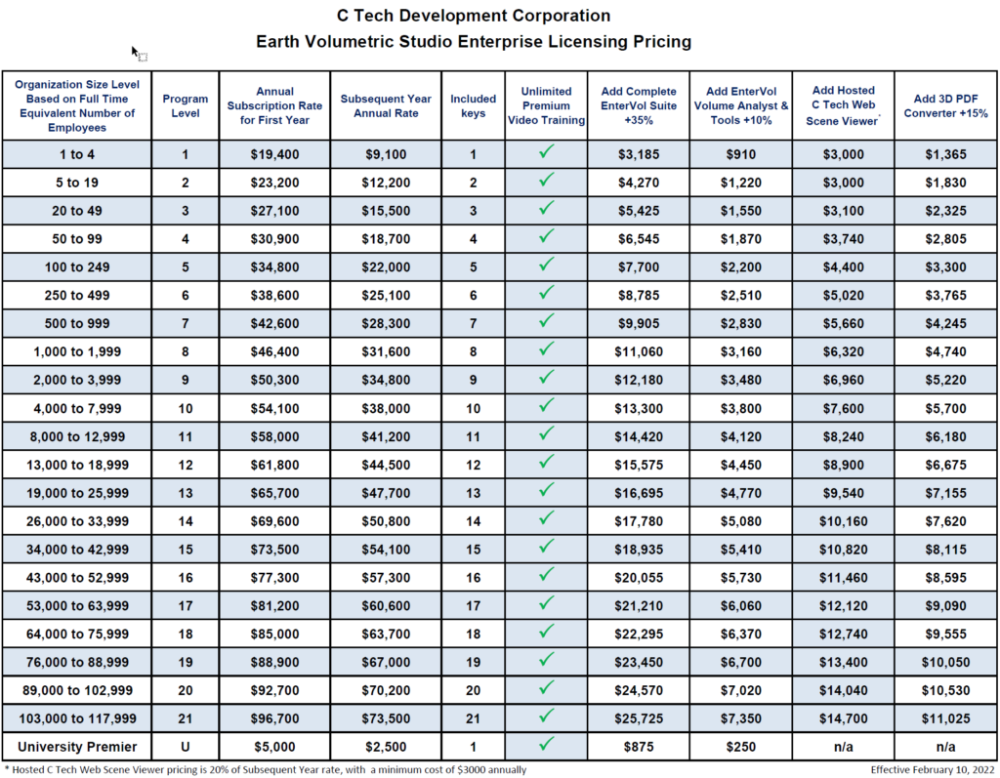 C Tech Development Corporation
Earth Volumetric Studio Enterprise Licensing Pricing
Organization Size Level Based on Full Time Equivalent Number of Employees | Program Level | Annual Subscription Rate for First Year | Subsequent Year Annual Rate | Included keys | Unlimited Premium Video Training | Add Complete EnterVol Suite +35% | Add EnterVol Volume Analyst & Tools +10% | Add Hosted C Tech Web Scene Viewer* | Add 3D PDF Converter +15%
1 to 4 | 1 | $19,400 | $9,100 | 1 | ✓ | $3,185 | $910 | $3,000 | $1,365
5 to 19 | 2 | $23,200 | $12,200 | 2 | ✓ | $4,270 | $1,220 | $3,000 | $1,830
20 to 49 | 3 | $27,100 | $15,500 | 3 | ✓ | $5,425 | $1,550 | $3,100 | $2,325
50 to 99 | 4 | $30,900 | $18,700 | 4 | ✓ | $6,545 | $1,870 | $3,740 | $2,805
100 to 249 | 5 | $34,800 | $22,000 | 5 | ✓ | $7,700 | $2,200 | $4,400 | $3,300
250 to 499 | 6 | $38,600 | $25,100 | 6 | ✓ | $8,785 | $2,510 | $5,020 | $3,765
500 to 999 | 7 | $42,600 | $28,300 | 7 | ✓ | $9,905 | $2,830 | $5,660 | $4,245
1,000 to 1,999 | 8 | $46,400 | $31,600 | 8 | ✓ | $11,060 | $3,160 | $6,320 | $4,740
2,000 to 3,999 | 9 | $50,300 | $34,800 | 9 | ✓ | $12,180 | $3,480 | $6,960 | $5,220
4,000 to 7,999 | 10 | $54,100 | $38,000 | 10 | ✓ | $13,300 | $3,800 | $7,600 | $5,700
8,000 to 12,999 | 11 | $58,000 | $41,200 | 11 | ✓ | $14,420 | $4,120 | $8,240 | $6,180
13,000 to 18,999 | 12 | $61,800 | $44,500 | 12 | ✓ | $15,575 | $4,450 | $8,900 | $6,675
19,000 to 25,999 | 13 | $65,700 | $47,700 | 13 | ✓ | $16,695 | $4,770 | $9,540 | $7,155
26,000 to 33,999 | 14 | $69,600 | $50,800 | 14 | ✓ | $17,780 | $5,080 | $10,160 | $7,620
34,000 to 42,999 | 15 | $73,500 | $54,100 | 15 | ✓ | $18,935 | $5,410 | $10,820 | $8,115
43,000 to 52,999 | 16 | $77,300 | $57,300 | 16 | ✓ | $20,055 | $5,730 | $11,460 | $8,595
53,000 to 63,999 | 17 | $81,200 | $60,600 | 17 | ✓ | $21,210 | $6,060 | $12,120 | $9,090
64,000 to 75,999 | 18 | $85,000 | $63,700 | 18 | ✓ | $22,295 | $6,370 | $12,740 | $9,555
76,000 to 88,999 | 19 | $88,900 | $67,000 | 19 | ✓ | $23,450 | $6,700 | $13,400 | $10,050
89,000 to 102,999 | 20 | $92,700 | $70,200 | 20 | ✓ | $24,570 | $7,020 | $14,040 | $10,530
103,000 to 117,999 | 21 | $96,700 | $73,500 | 21 | ✓ | $25,725 | $7,350 | $14,700 | $11,025
University Premier | U | $5,000 | $2,500 | 1 | ✓ | $875 | $250 | n/a | n/a
* Hosted C Tech Web Scene Viewer pricing is 20% of Subsequent Year rate, with a minimum cost of $3000 annually
Effective February 10, 2022